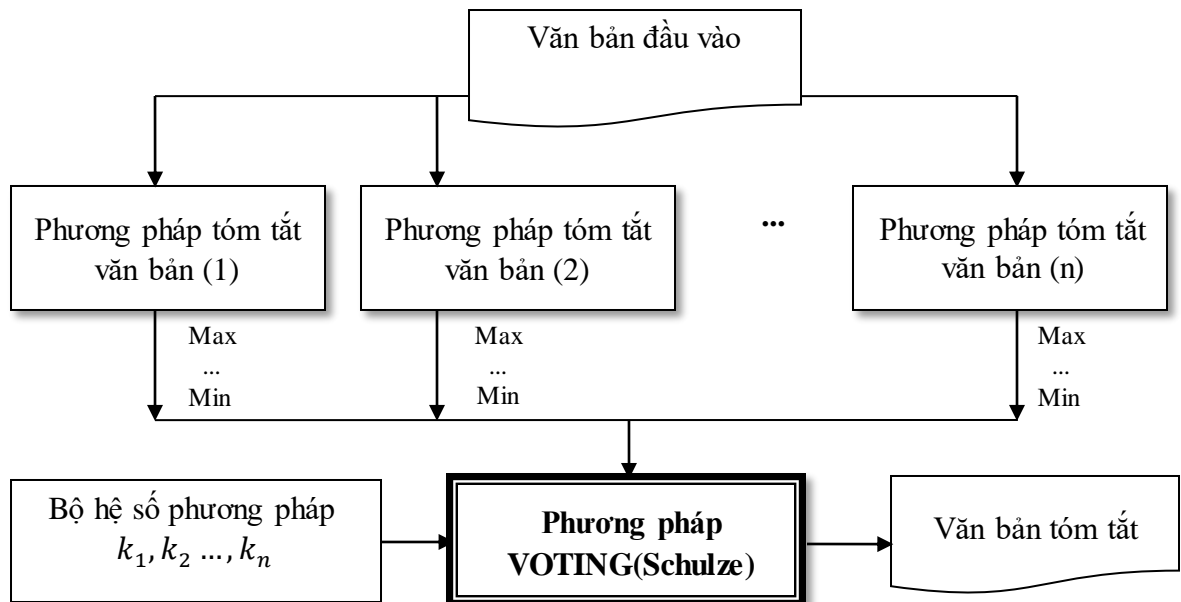 Văn bản đầu vào
Phương pháp tóm tắt
văn bản (1)
Phương pháp tóm tắt
văn bản (2)
...
Phương pháp tóm tắt
văn bản (n)
Max
...
Min
Max
...
Min
Max
...
Min
Bộ hệ số phương pháp
k₁, k₂ …, kₙ
Phương pháp
VOTING(Schulze)
Văn bản tóm tắt